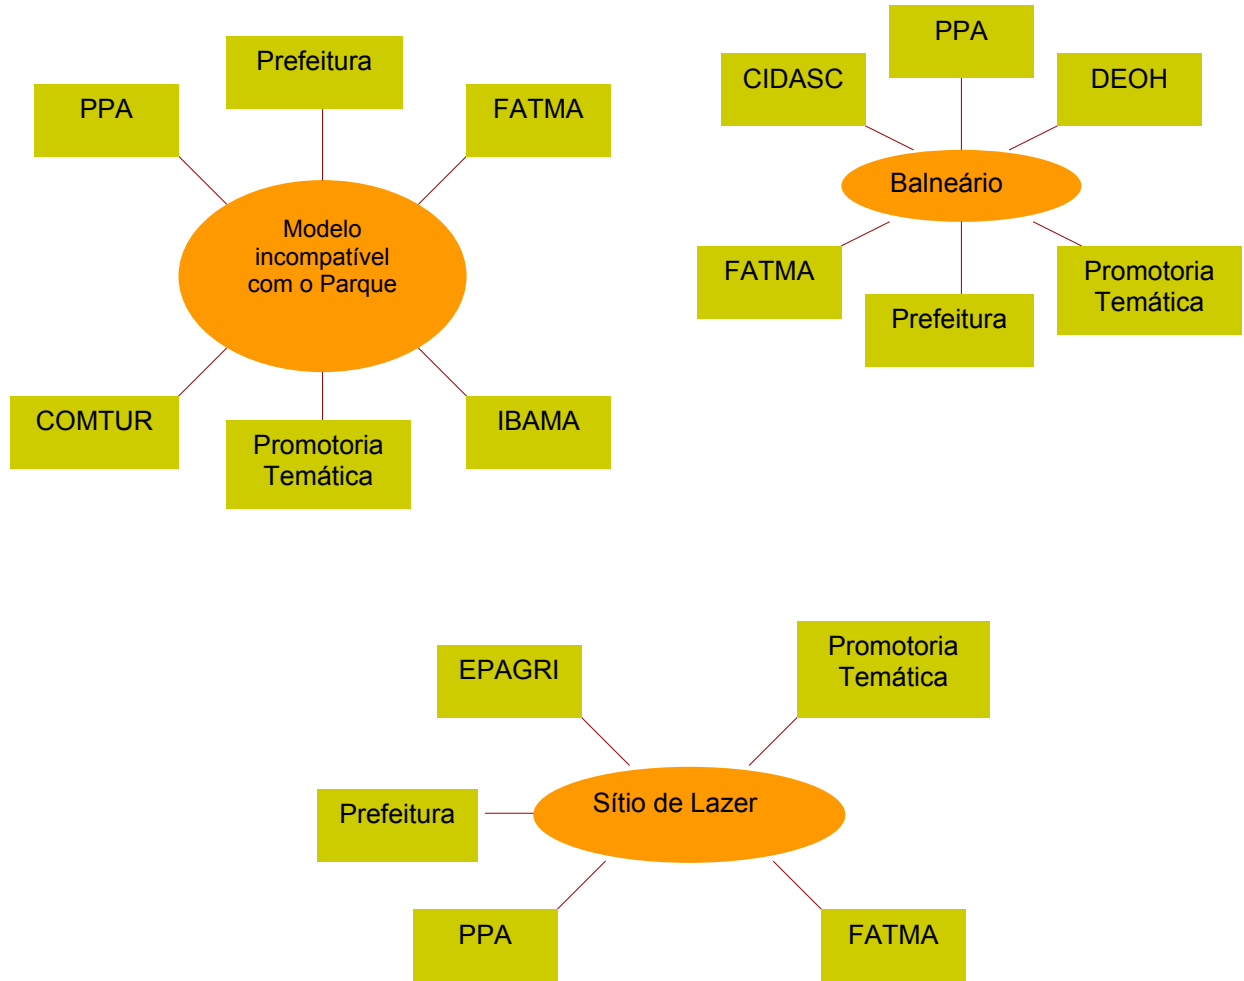 Prefeitura
PPA
FATMA
Modelo
incompatível
com o Parque
COMTUR
Promotoria
Temática
IBAMA
PPA
CIDASC
DEOH
Balneário
FATMA
Prefeitura
Promotoria
Temática
EPAGRI
Promotoria
Temática
Prefeitura
Sítio de Lazer
PPA
FATMA